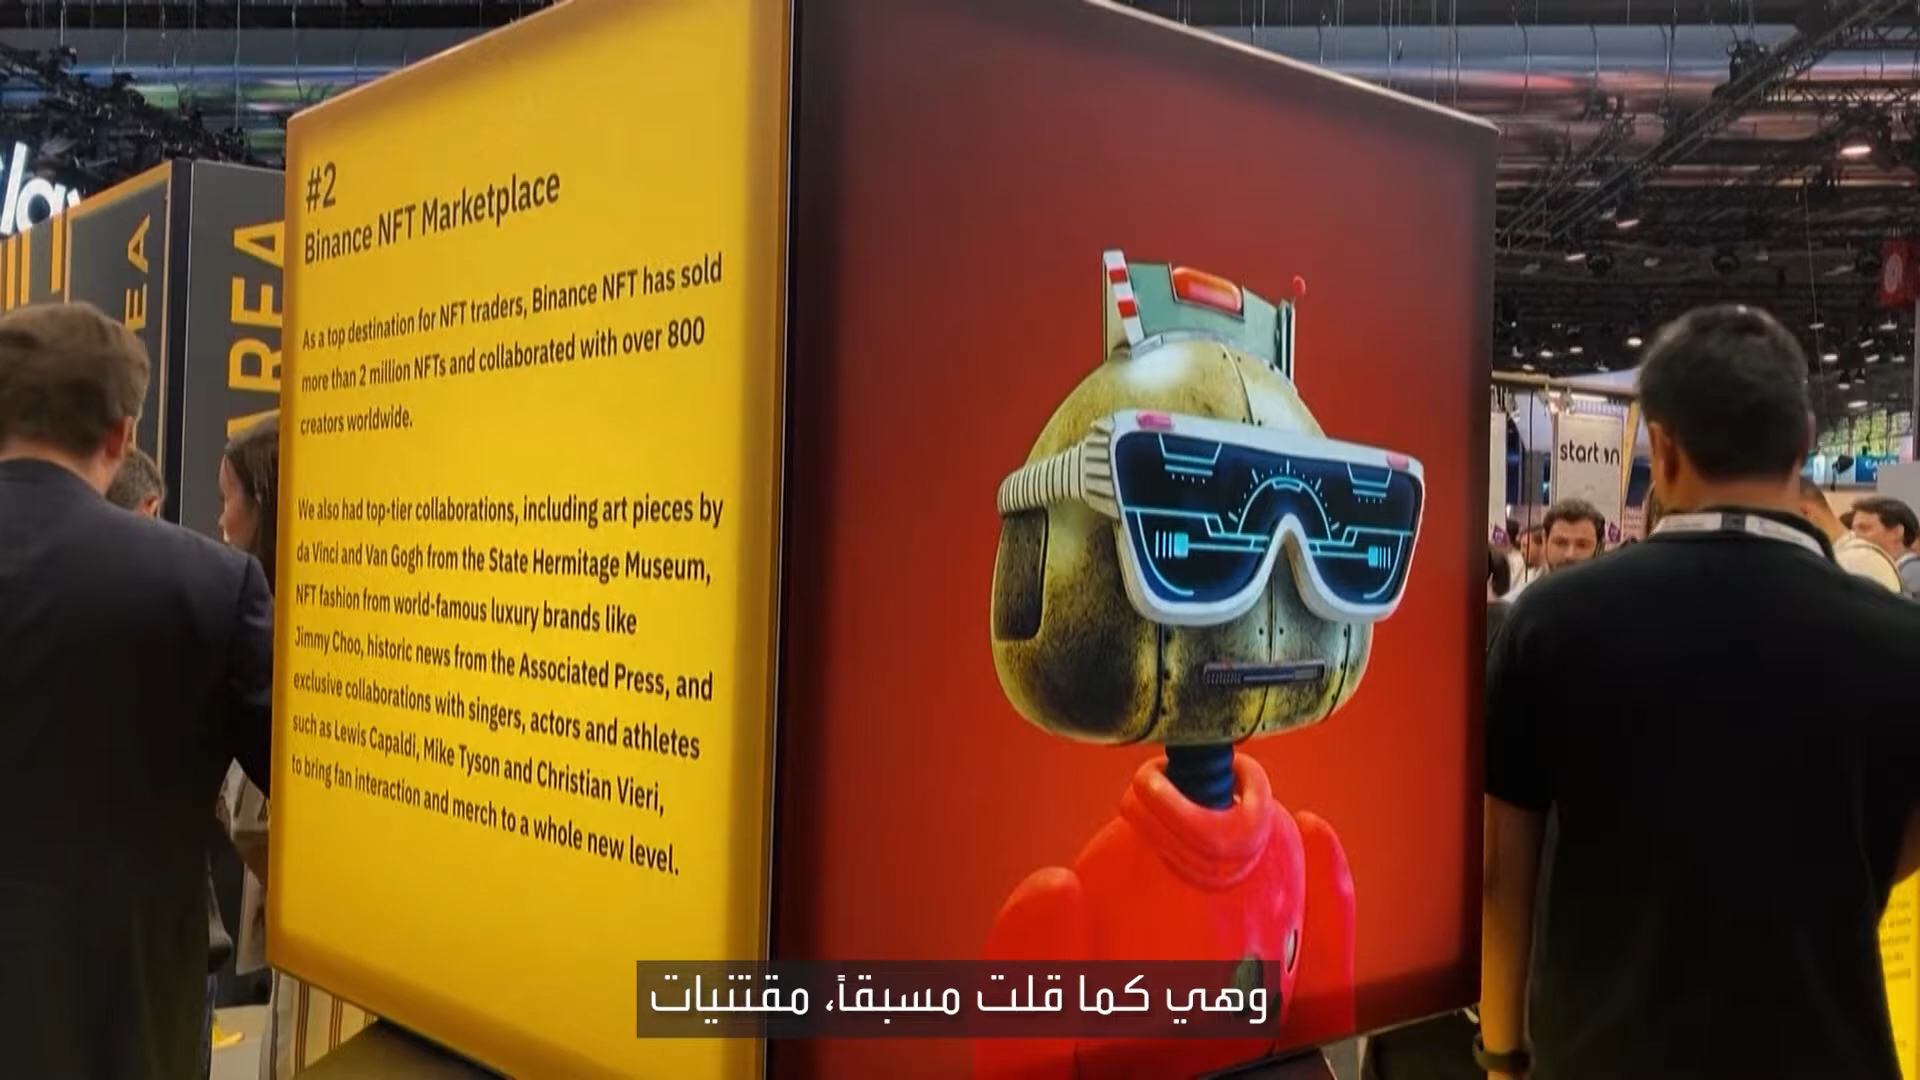 #2
Binance NFT Marketplace
As a top destination for NFT traders, Binance NFT has sold
more than 2 million NFTs and collaborated with over 800
creators worldwide.
We also had top-tier collaborations, including art pieces by
da Vinci and Van Gogh from the State Hermitage Museum,
NFT fashion from world-famous luxury brands like
Jimmy Choo, historic news from the Associated Press, and
exclusive collaborations with singers, actors and athletes
such as Lewis Capaldi, Mike Tyson and Christian Vieri,
to bring fan interaction and merch to a whole new level.
AREA
EA
start
وهي كما قلت مسبقاً، مقتنيات